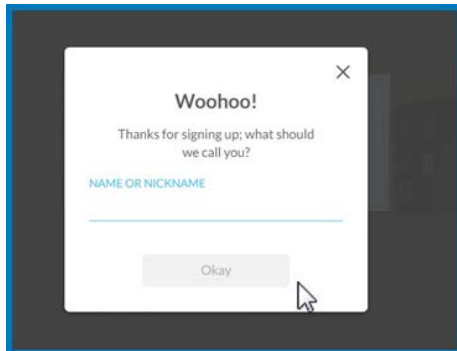 Woohoo!
Thanks for signing up; what should
we call you?
NAME OR NICKNAME
Okay